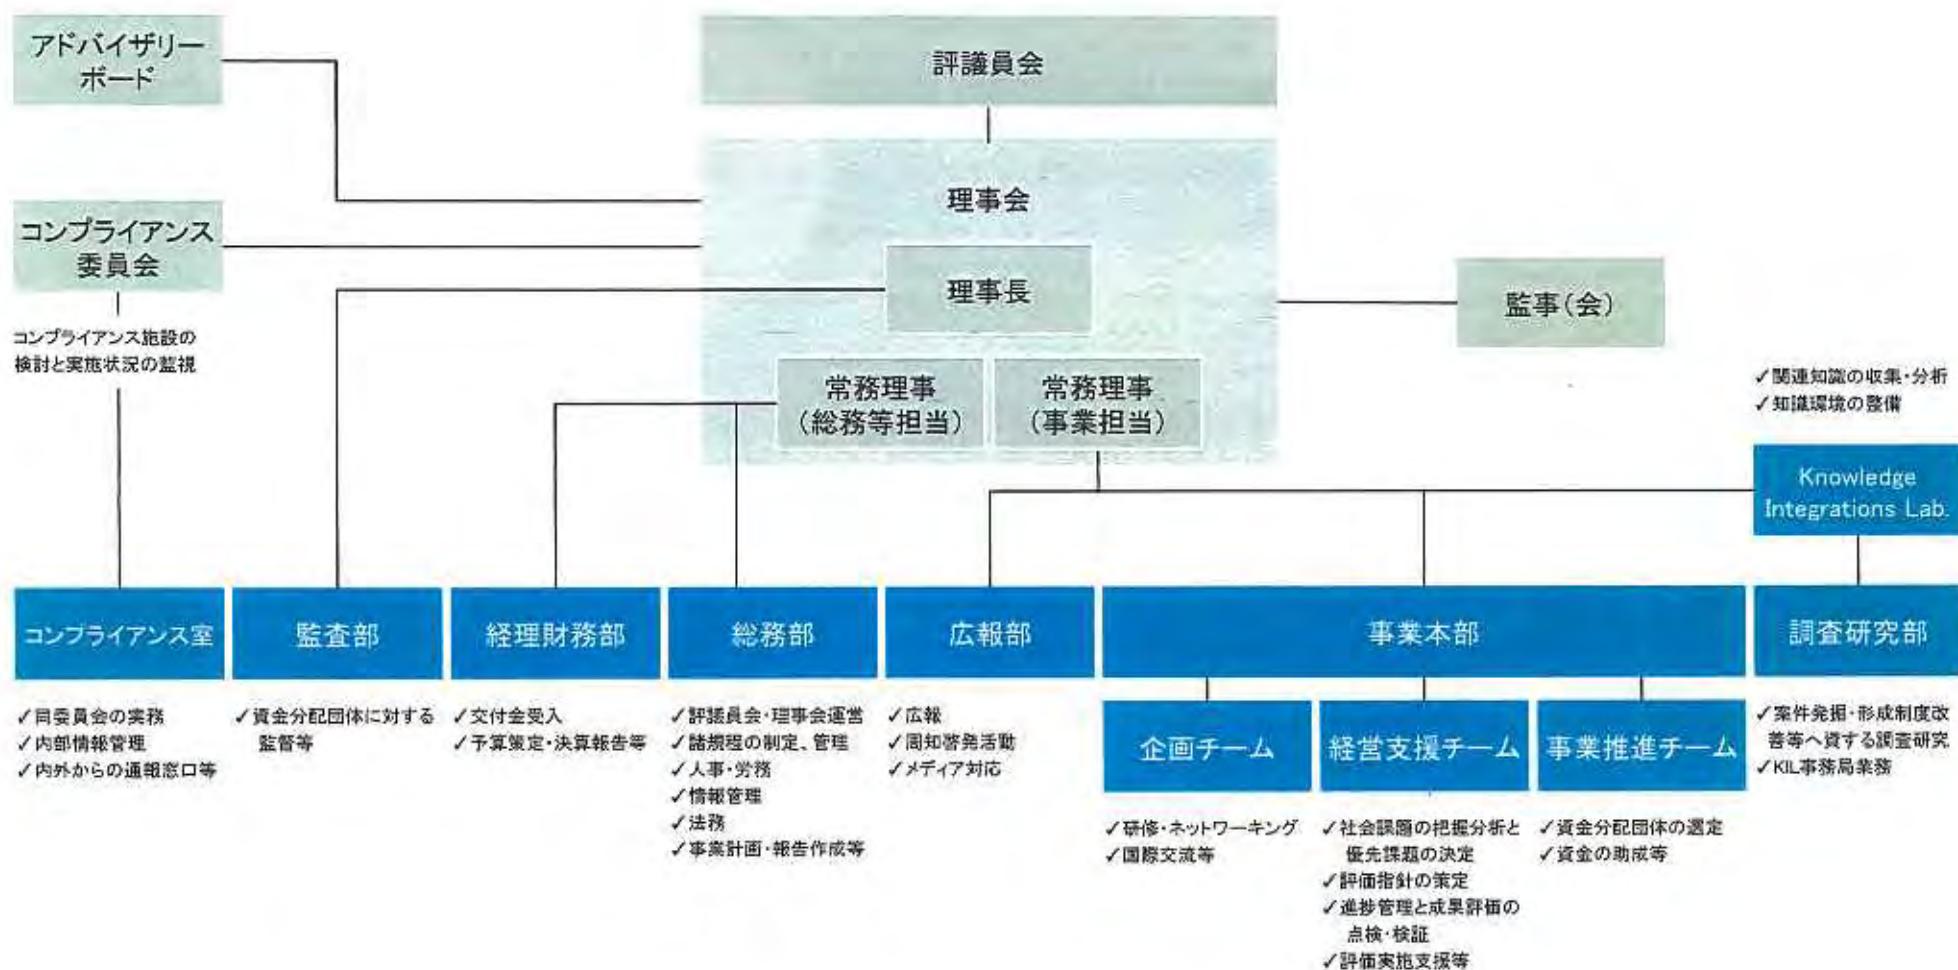 アドバイザリー
ボード
評議員会
理事会
コンプライアンス
委員会
理事長
監事(会)
コンプライアンス施設の
検討と実施状況の監視
常務理事
(総務等担当)
常務理事
(事業担当)
✓関連知識の収集・分析
✓知識環境の整備
Knowledge
Integrations Lab.
コンプライアンス室
監査部
経理財務部
総務部
広報部
事業本部
調査研究部
✓同委員会の実務
✓内部情報管理
✓内外からの通報窓口等
✓資金分配団体に対する
監督等
✓交付金受入
✓予算策定・決算報告等
✓評議員会・理事会運営
✓諸規程の制定、管理
✓人事・労務
✓情報管理
✓法務
✓事業計画・報告作成等
✓広報
✓周知啓発活動
✓メディア対応
企画チーム
経営支援チーム
事業推進チーム
✓案件発掘・形成制度改
善等へ資する調査研究
✓KIL事務局業務
✓研修・ネットワーキング
✓国際交流等
✓社会課題の把握分析と
優先課題の決定
✓評価指針の策定
✓進捗管理と成果評価の
点検・検証
✓評価実施支援等
✓資金分配団体の選定
✓資金の助成等